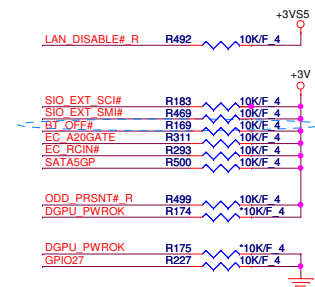 +3VS5
LAN_DISABLE#_R R492 10K/F_4
+3V
SIO_EXT_SCI# R183 10K/F_4
SIO_EXT_SMI# R469 10K/F_4
BT_OFF# R169 10K/F_4
EC_A20GATE R311 10K/F_4
EC_RCIN# R293 10K/F_4
SATA5GP R500 10K/F_4
ODD_PRSNT#_R R499 10K/F_4
DGPU_PWROK R174 *10K/F_4
DGPU_PWROK R175 *10K/F_4
GPIO27 R227 10K/F_4